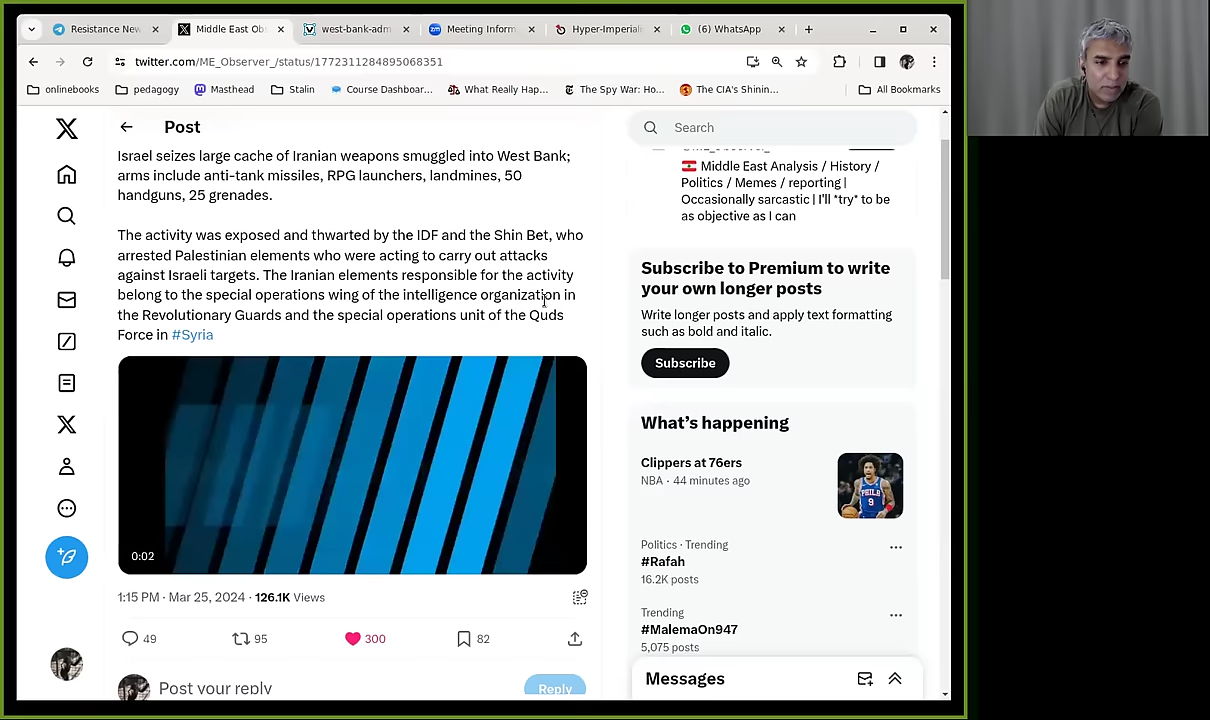 Resistance New
Middle East Ob
west-bank-adm
Meeting Inform
Hyper-Imperiali
(6) WhatsApp
twitter.com/ME_Observer_/status/1772311284895068351
onlinebooks
pedagogy
Masthead
Stalin
Course Dashboar...
What Really Hap...
The Spy War: Ho...
The CIA's Shinin...
All Bookmarks
Post
Israel seizes large cache of Iranian weapons smuggled into West Bank;
arms include anti-tank missiles, RPG launchers, landmines, 50
handguns, 25 grenades.
The activity was exposed and thwarted by the IDF and the Shin Bet, who
arrested Palestinian elements who were acting to carry out attacks
against Israeli targets. The Iranian elements responsible for the activity
belong to the special operations wing of the intelligence organization in
the Revolutionary Guards and the special operations unit of the Quds
Force in #Syria
0:02
1:15 PM · Mar 25, 2024 · 126.1K Views
49
95
300
82
Post your reply
Reply
Search
Middle East Analysis / History /
Politics / Memes / reporting |
Occasionally sarcastic | I'll *try* to be
as objective as I can
Subscribe to Premium to write
your own longer posts
Write longer posts and apply text formatting
such as bold and italic.
Subscribe
What's happening
Clippers at 76ers
NBA · 44 minutes ago
PHILA
9
Politics · Trending
#Rafah
16.2K posts
Trending
#MalemaOn947
5,075 posts
Messages